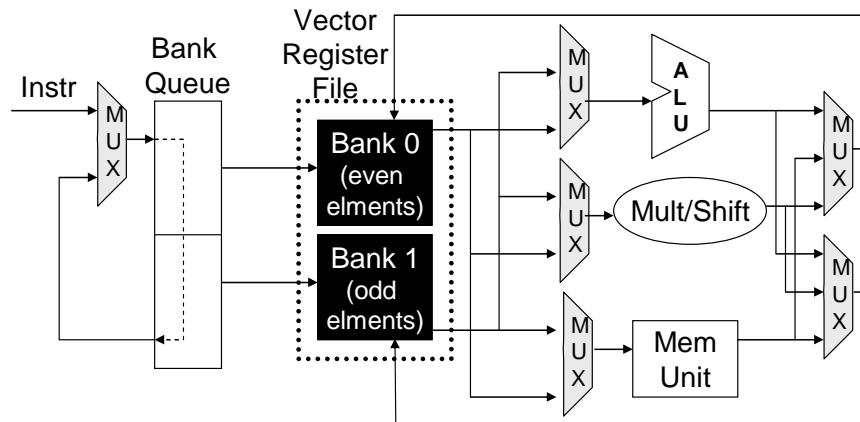 Instr
M
U
X
Bank
Queue
Vector
Register
File
Bank 0
(even
elments)
Bank 1
(odd
elments)
M
U
X
A
L
U
M
U
X
Mult/Shift
M
U
X
Mem
Unit
M
U
X
M
U
X